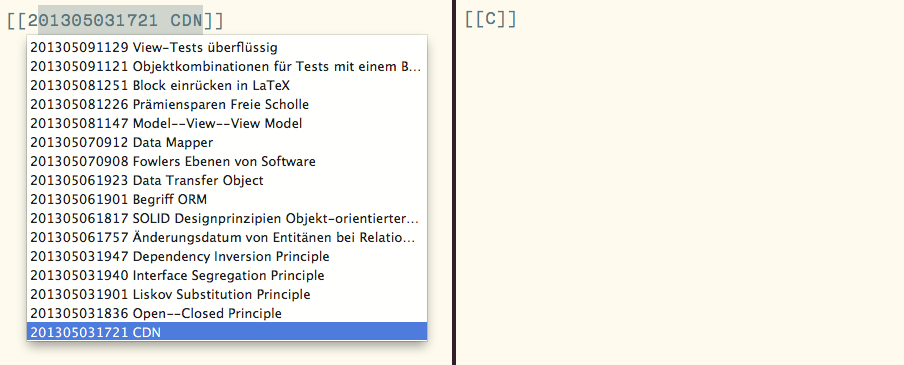 [[201305031721 CDN]]
201305091129 View-Tests überflüssig
201305091121 Objektkombinationen für Tests mit einem B...
201305081251 Block einrücken in LaTeX
201305081226 Prämiensparen Freie Scholle
201305081147 Model--View--View Model
201305070912 Data Mapper
201305070908 Fowlers Ebenen von Software
201305061923 Data Transfer Object
201305061901 Begriff ORM
201305061817 SOLID Designprinzipien Objekt-orientierter...
201305061757 Änderungsdatum von Entitänen bei Relatio...
201305031947 Dependency Inversion Principle
201305031940 Interface Segregation Principle
201305031901 Liskov Substitution Principle
201305031836 Open--Closed Principle
201305031721 CDN
[[C]]